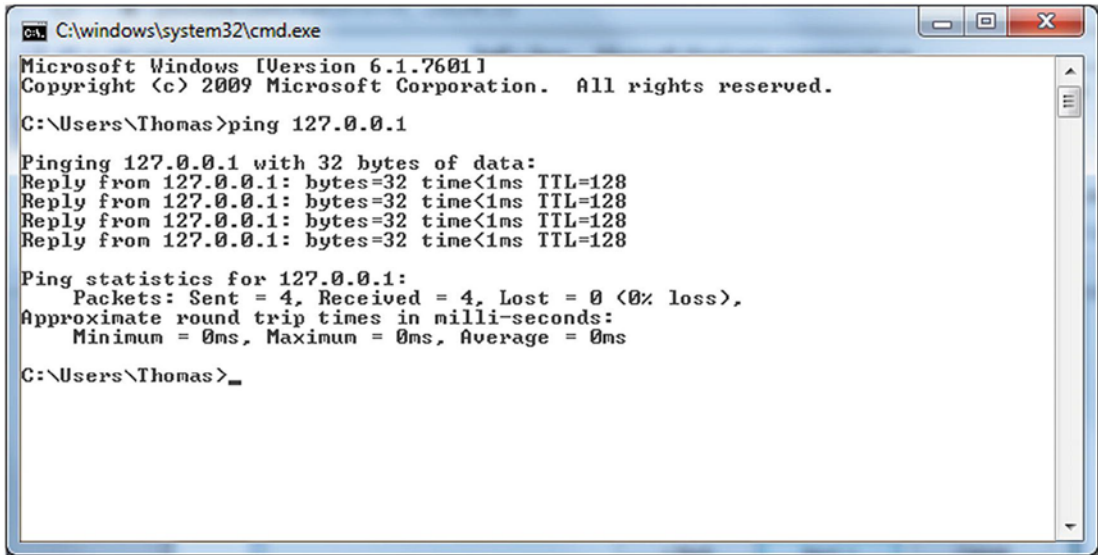 C:\windows\system32\cmd.exe
Microsoft Windows [Version 6.1.7601]
Copyright (c) 2009 Microsoft Corporation.  All rights reserved.
C:\Users\Thomas>ping 127.0.0.1
Pinging 127.0.0.1 with 32 bytes of data:
Reply from 127.0.0.1: bytes=32 time<1ms TTL=128
Reply from 127.0.0.1: bytes=32 time<1ms TTL=128
Reply from 127.0.0.1: bytes=32 time<1ms TTL=128
Reply from 127.0.0.1: bytes=32 time<1ms TTL=128
Ping statistics for 127.0.0.1:
    Packets: Sent = 4, Received = 4, Lost = 0 (0% loss),
Approximate round trip times in milli-seconds:
    Minimum = 0ms, Maximum = 0ms, Average = 0ms
C:\Users\Thomas>_